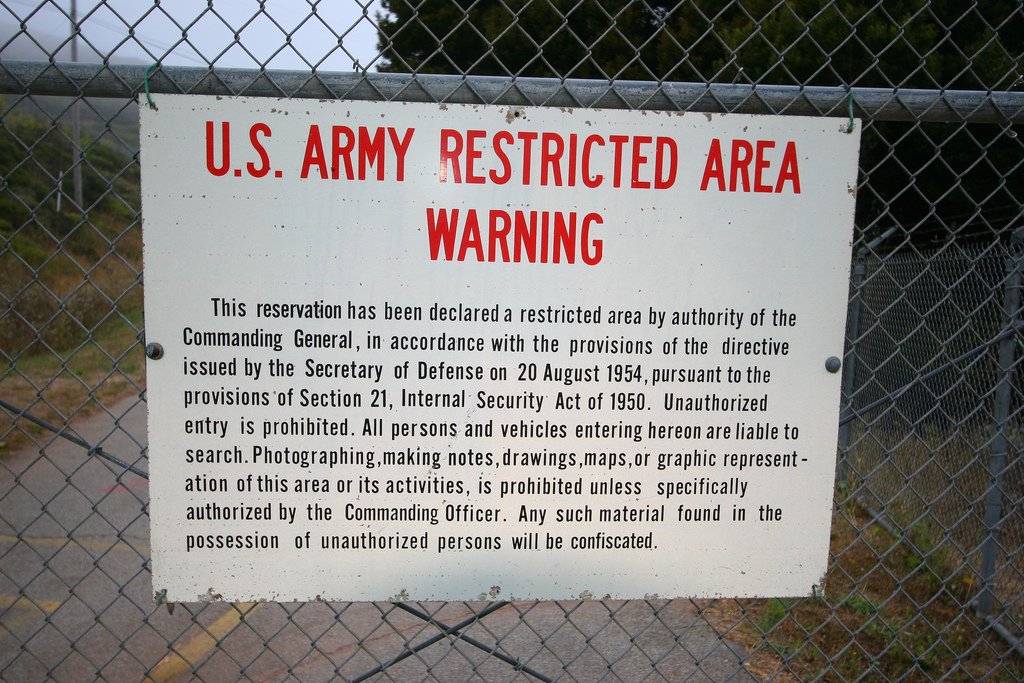 U.S. ARMY RESTRICTED AREA
WARNING
This reservation has been declared a restricted area by authority of the
Commanding General, in accordance with the provisions of the directive
issued by the Secretary of Defense on 20 August 1954, pursuant to the
provisions of Section 21, Internal Security Act of 1950. Unauthorized
entry is prohibited. All persons and vehicles entering hereon are liable to
search. Photographing, making notes, drawings, maps, or graphic represent-
ation of this area or its activities, is prohibited unless specifically
authorized by the Commanding Officer. Any such material found in the
possession of unauthorized persons will be confiscated.